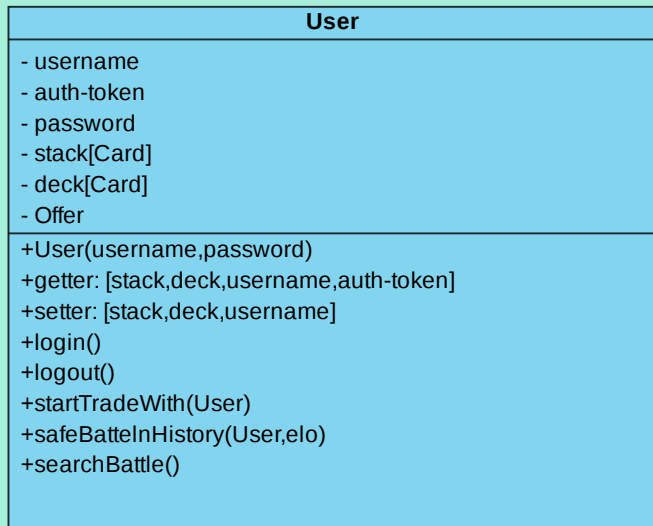 User
- username
- auth-token
- password
- stack[Card]
- deck[Card]
- Offer
+User(username,password)
+getter: [stack,deck,username,auth-token]
+setter: [stack,deck,username]
+login()
+logout()
+startTradeWith(User)
+safeBatteInHistory(User,elo)
+searchBattle()